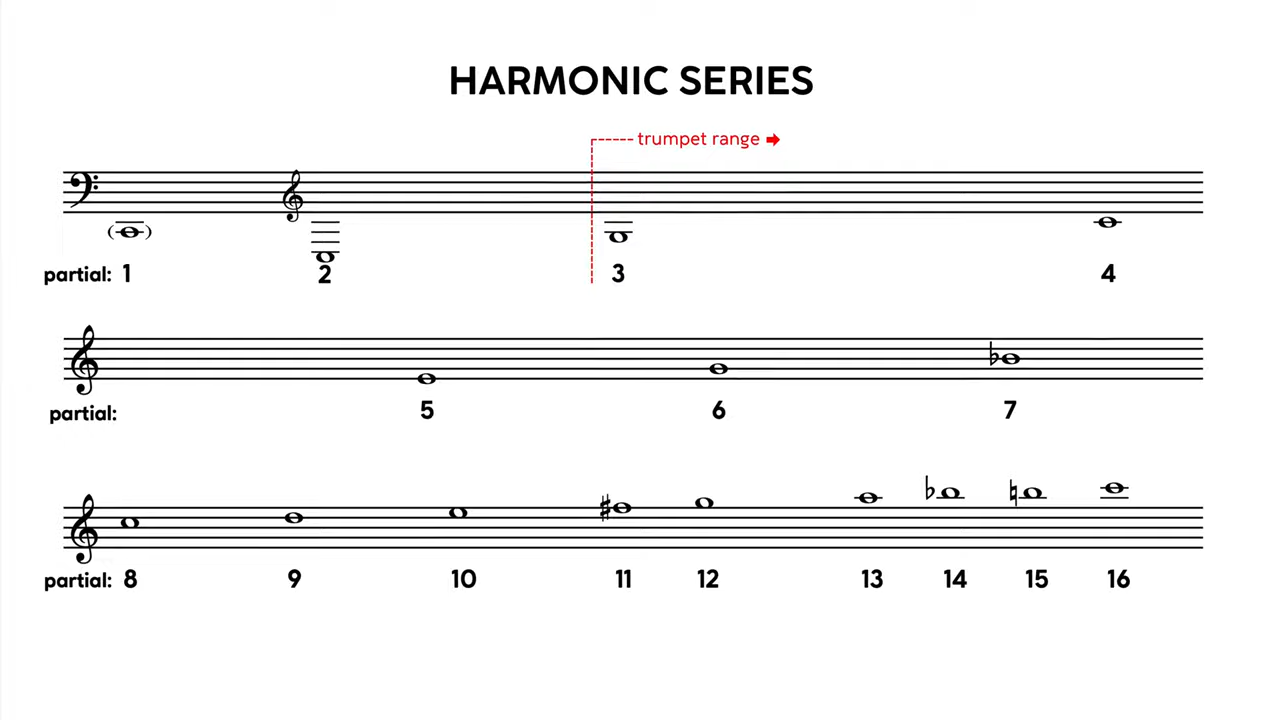 HARMONIC SERIES
trumpet range
partial: 1 2 3 4
partial: 5 6 7
partial: 8 9 10 11 12 13 14 15 16